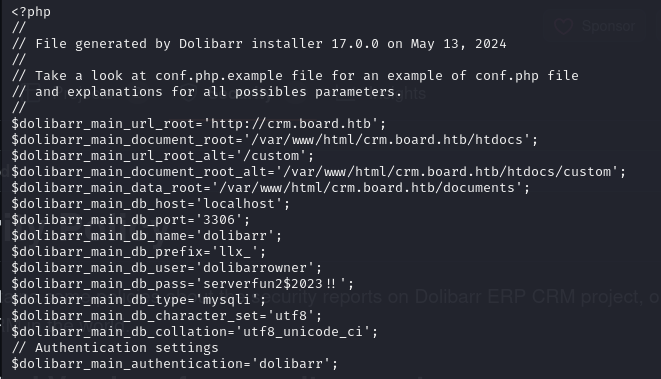 <?php
//
// File generated by Dolibarr installer 17.0.0 on May 13, 2024
//
// Take a look at conf.php.example file for an example of conf.php file
// and explanations for all possibles parameters.
//
$dolibarr_main_url_root='http://crm.board.htb';
$dolibarr_main_document_root='/var/www/html/crm.board.htb/htdocs';
$dolibarr_main_url_root_alt='/custom';
$dolibarr_main_document_root_alt='/var/www/html/crm.board.htb/htdocs/custom';
$dolibarr_main_data_root='/var/www/html/crm.board.htb/documents';
$dolibarr_main_db_host='localhost';
$dolibarr_main_db_port='3306';
$dolibarr_main_db_name='dolibarr';
$dolibarr_main_db_prefix='llx_';
$dolibarr_main_db_user='dolibarrowner';
$dolibarr_main_db_pass='serverfun2$2023!!';
$dolibarr_main_db_type='mysqli';
$dolibarr_main_db_character_set='utf8';
$dolibarr_main_db_collation='utf8_unicode_ci';
// Authentication settings
$dolibarr_main_authentication='dolibarr';
Sponsor
security reports on Dolibarr ERP CRM project,